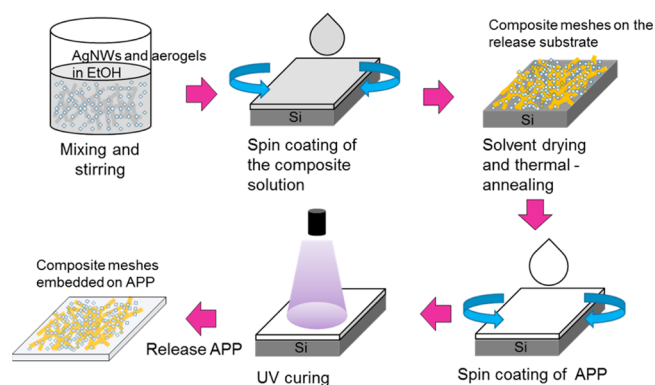 AgNWs and aerogels
in EtOH
Mixing and
stirring
Si
Spin coating of
the composite
solution
Composite meshes on the
release substrate
Si
Solvent drying
and thermal -
annealing
Si
Spin coating of APP
Si
UV curing
Release APP
Composite meshes
embedded on APP